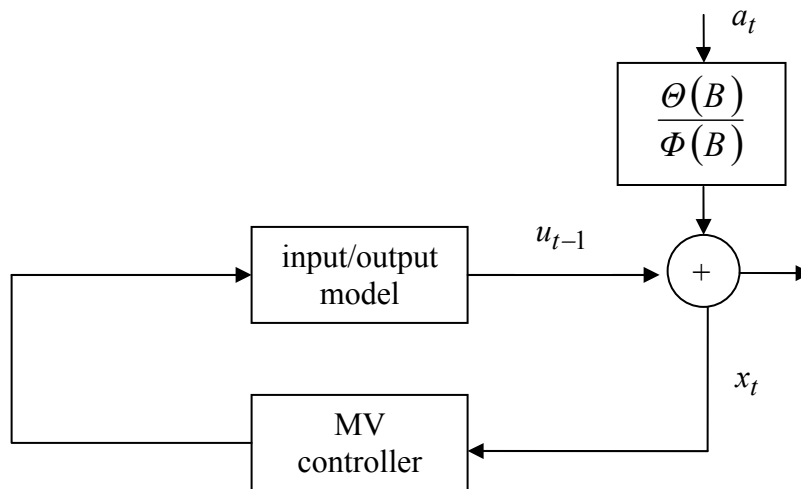 a_t
Θ(B)
Φ(B)
input/output
model
u_{t–1}
+
x_t
MV
controller